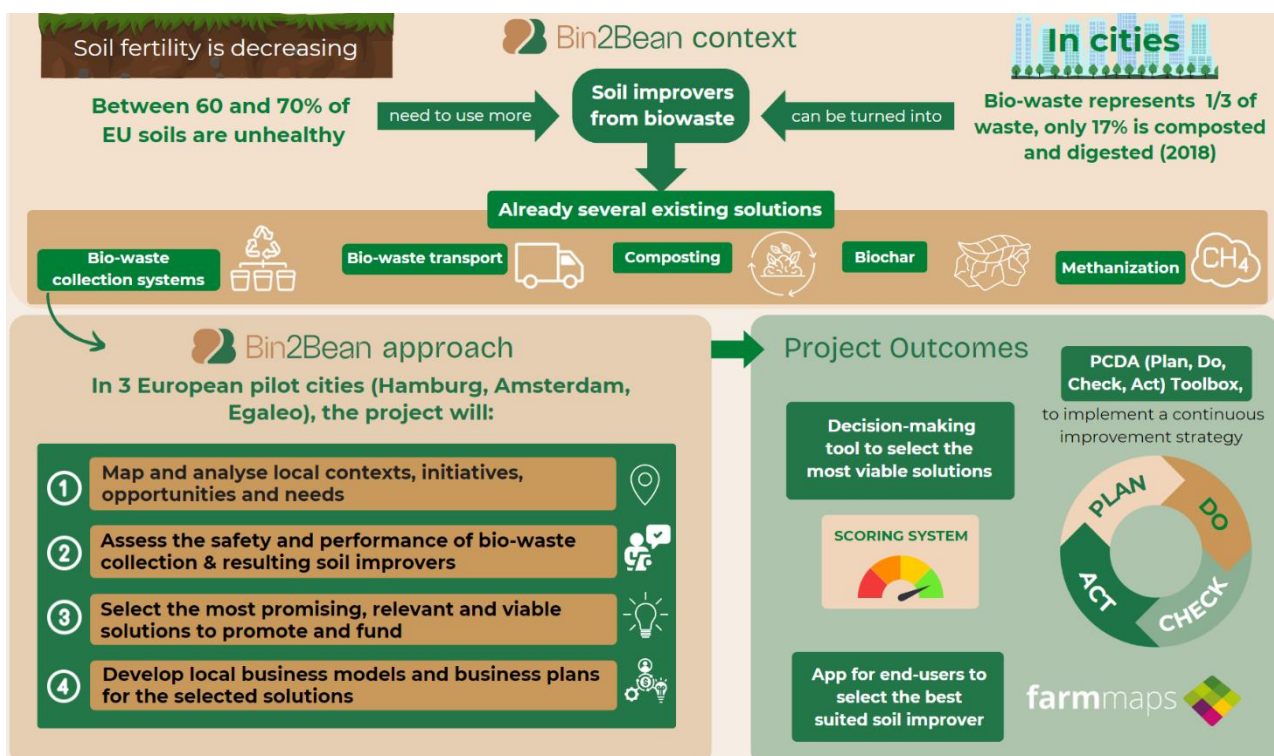 Soil fertility is decreasing
Between 60 and 70% of
EU soils are unhealthy
Bin2Bean context
need to use more
Soil improvers
from biowaste
can be turned into
In cities
Bio-waste represents 1/3 of
waste, only 17% is composted
and digested (2018)
Already several existing solutions
Bio-waste
collection systems
Bio-waste transport
Composting
Biochar
Methanization
CH4
Bin2Bean approach
In 3 European pilot cities (Hamburg, Amsterdam,
Egaleo), the project will:
1
Map and analyse local contexts, initiatives,
opportunities and needs
2
Assess the safety and performance of bio-waste
collection & resulting soil improvers
3
Select the most promising, relevant and viable
solutions to promote and fund
4
Develop local business models and business plans
for the selected solutions
Project Outcomes
Decision-making
tool to select the
most viable solutions
SCORING SYSTEM
App for end-users to
select the best
suited soil improver
PCDA (Plan, Do,
Check, Act) Toolbox,
to implement a continuous
improvement strategy
PLAN
DO
CHECK
ACT
farmmaps